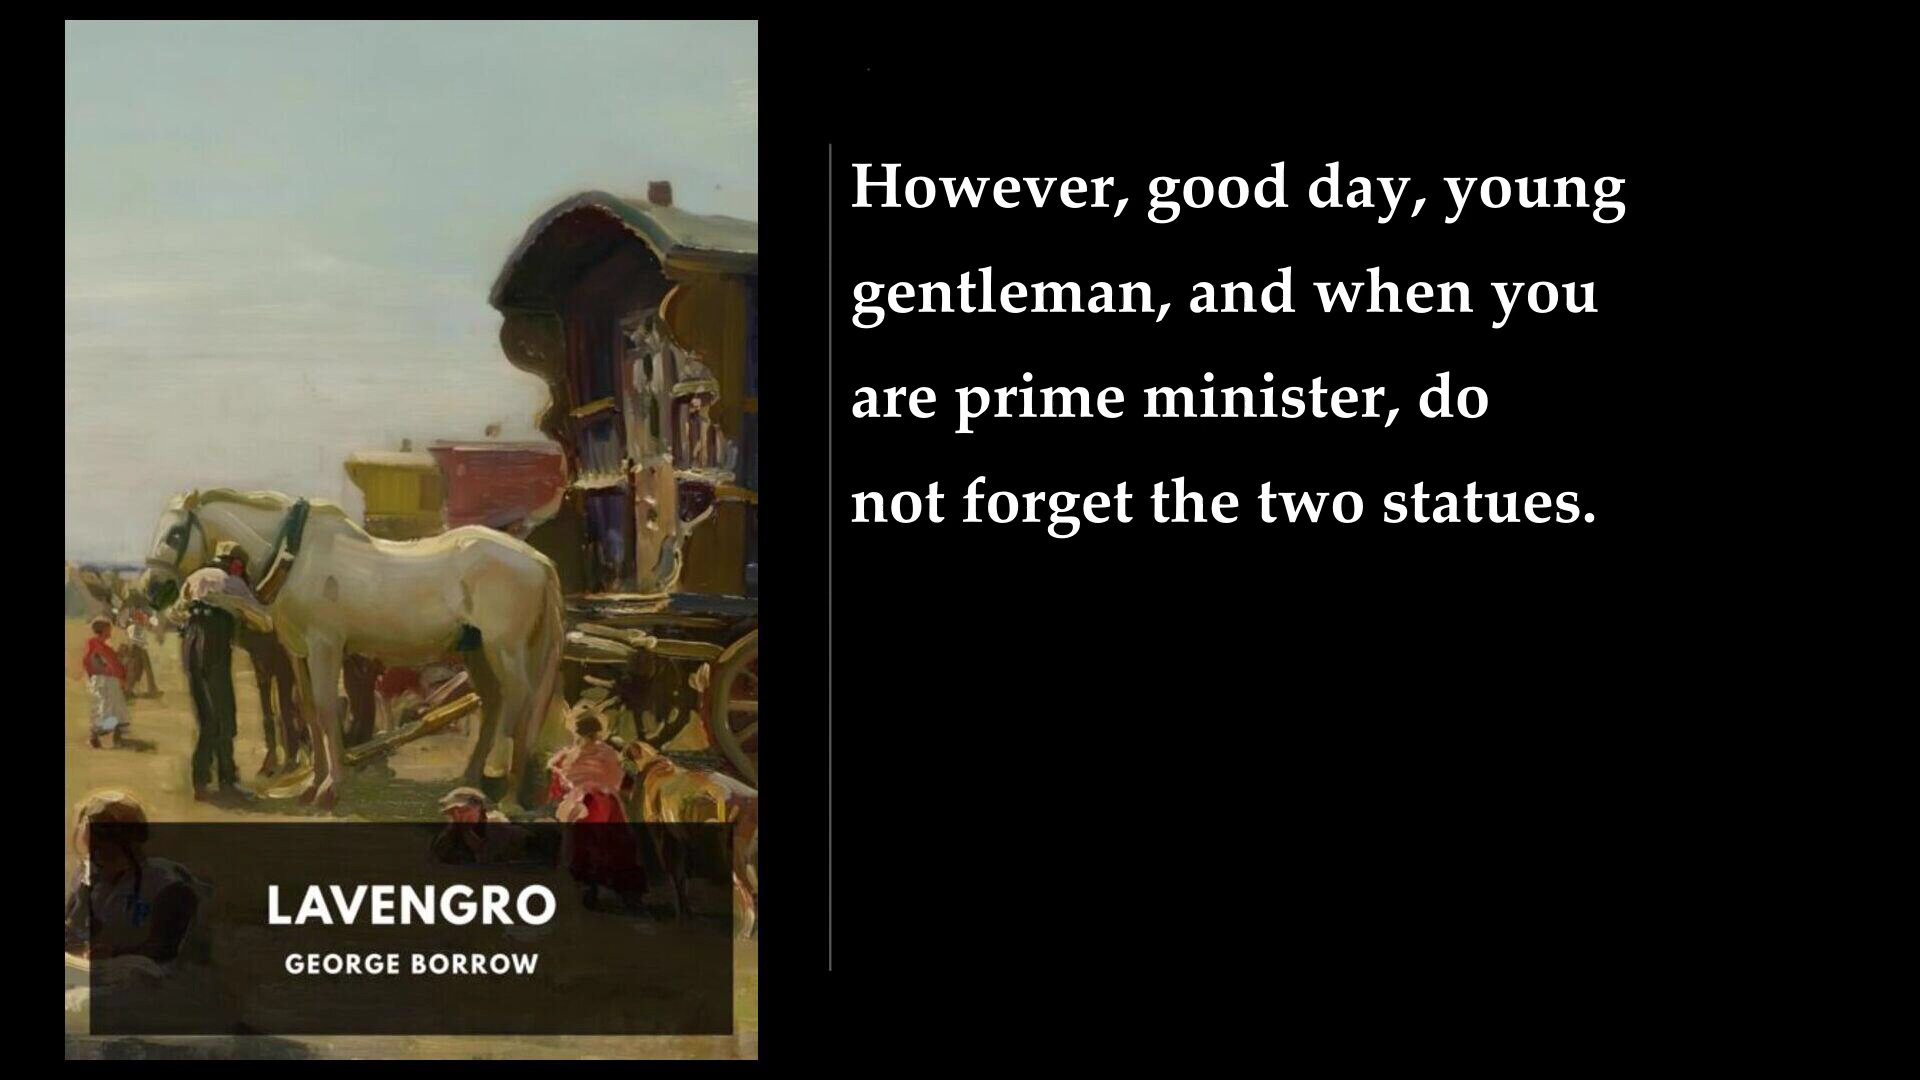 However, good day, young
gentleman, and when you
are prime minister, do
not forget the two statues.
LAVENGRO
GEORGE BORROW